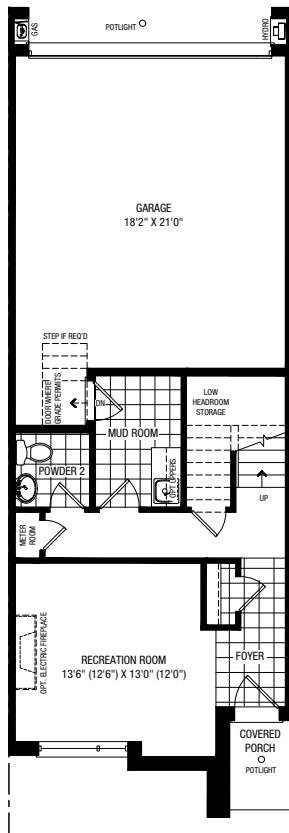 GAS
POTLIGHT
HYDRO
GARAGE
18'2" X 21'0"
STEP IF REQ'D
DOOR WHERE
GRADE PERMITS
DN
LOW
HEADROOM
STORAGE
MUD ROOM
UP
POWDER 2
OPT UPPERS
METER
ROOM
OPT. ELECTRIC FIREPLACE
RECREATION ROOM
13'6" (12'6") X 13'0" (12'0")
FOYER
COVERED
PORCH
POTLIGHT